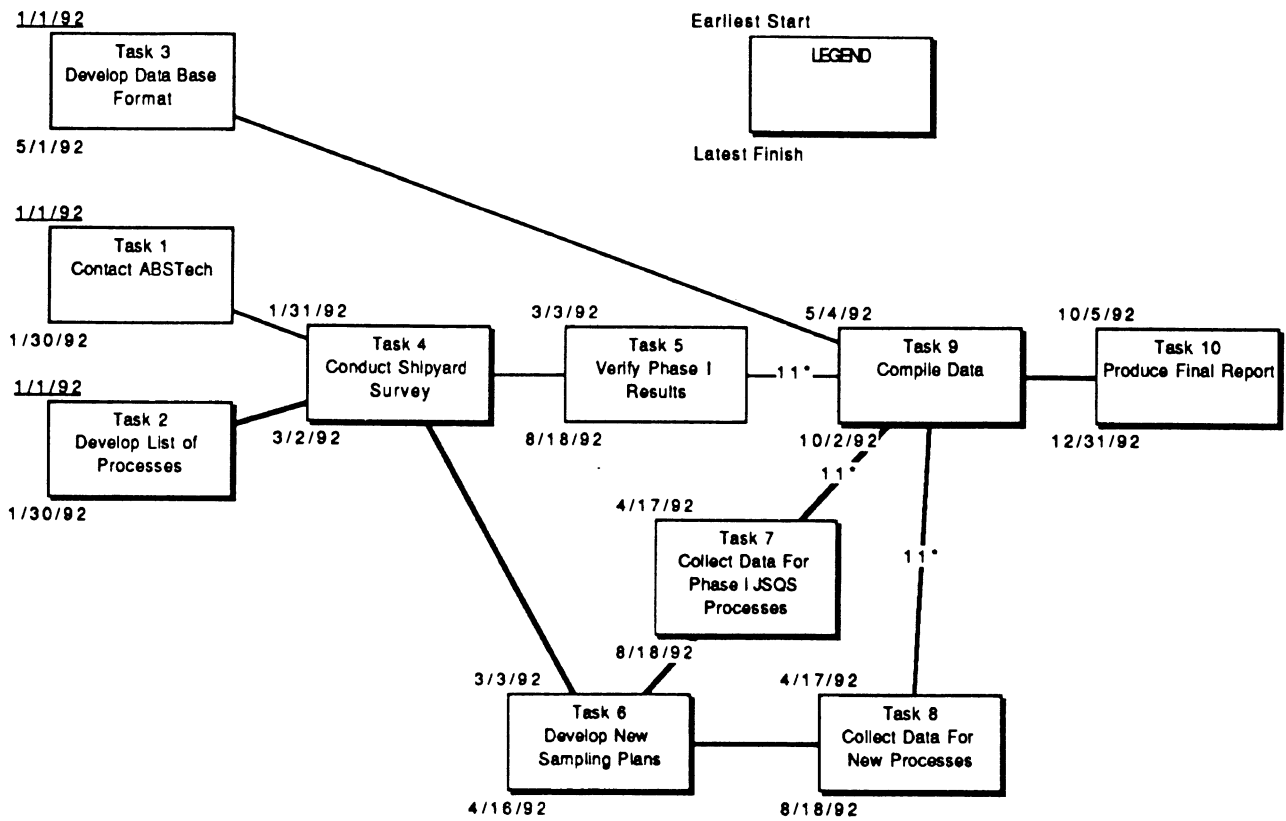 1/1/92
Task 3
Develop Data Base
Format
5/1/92
Earliest Start
LEGEND
Latest Finish
1/1/92
Task 1
Contact ABSTech
1/30/92
1/1/92
Task 2
Develop List of
Processes
1/30/92
1/31/92
Task 4
Conduct Shipyard
Survey
3/2/92
3/3/92
Task 5
Verify Phase I
Results
8/18/92
11*
5/4/92
Task 9
Compile Data
10/2/92
10/5/92
Task 10
Produce Final Report
12/31/92
11*
4/17/92
Task 7
Collect Data For
Phase I JSQS
Processes
8/18/92
11*
3/3/92
Task 6
Develop New
Sampling Plans
4/16/92
4/17/92
Task 8
Collect Data For
New Processes
8/18/92